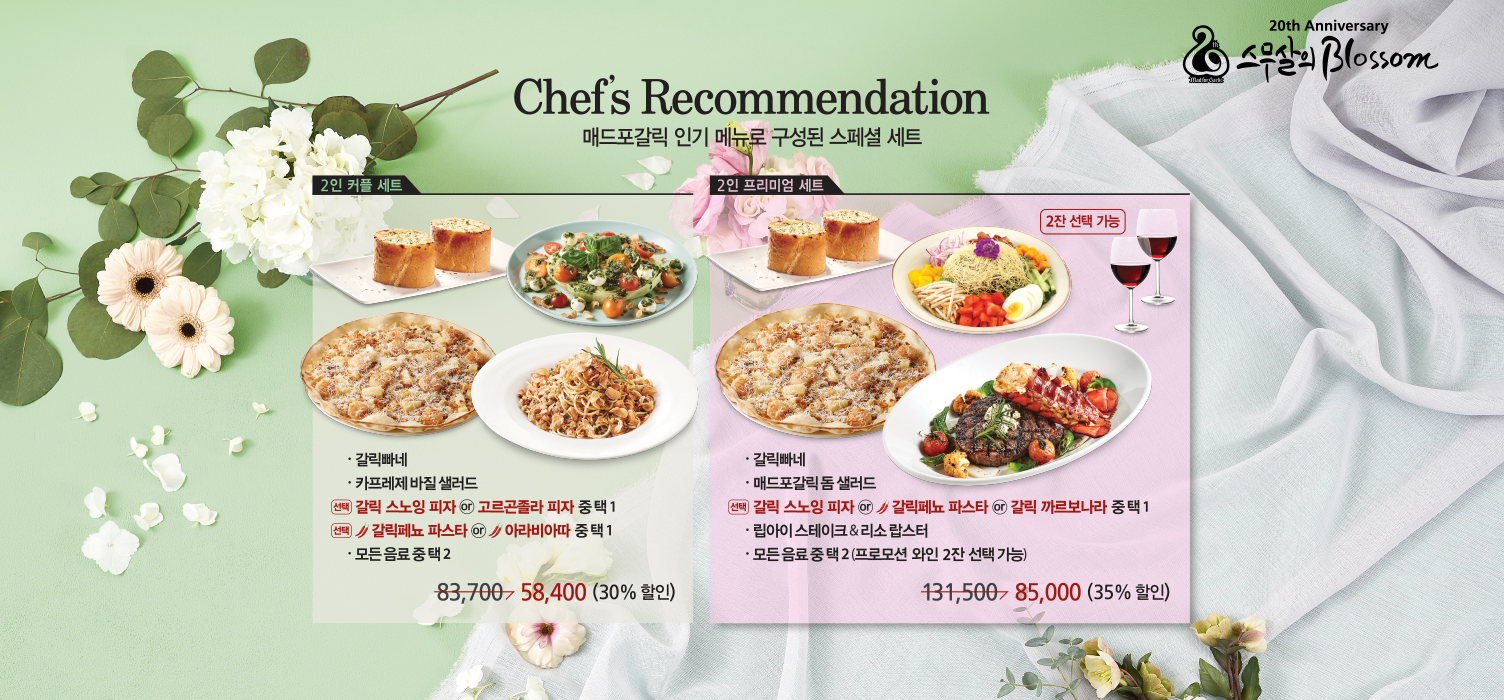 20th Anniversary
스무살의 Blossom
Mad for Garlic
Chef's Recommendation
매드포갈릭 인기 메뉴로 구성된 스페셜 세트
2인 커플 세트
· 갈릭빠네
· 카프레제 바질 샐러드
선택 갈릭 스노잉 피자 or 고르곤졸라 피자 중 택 1
선택 갈릭페뇨 파스타 or 아라비아따 중 택 1
· 모든 음료 중 택 2
83,700 58,400 (30% 할인)
2인 프리미엄 세트
2잔 선택 가능
· 갈릭빠네
· 매드포갈릭 돔 샐러드
선택 갈릭 스노잉 피자 or 갈릭페뇨 파스타 or 갈릭 까르보나라 중 택 1
· 립아이 스테이크 & 리소 랍스터
· 모든 음료 중 택 2 (프로모션 와인 2잔 선택 가능)
131,500 85,000 (35% 할인)